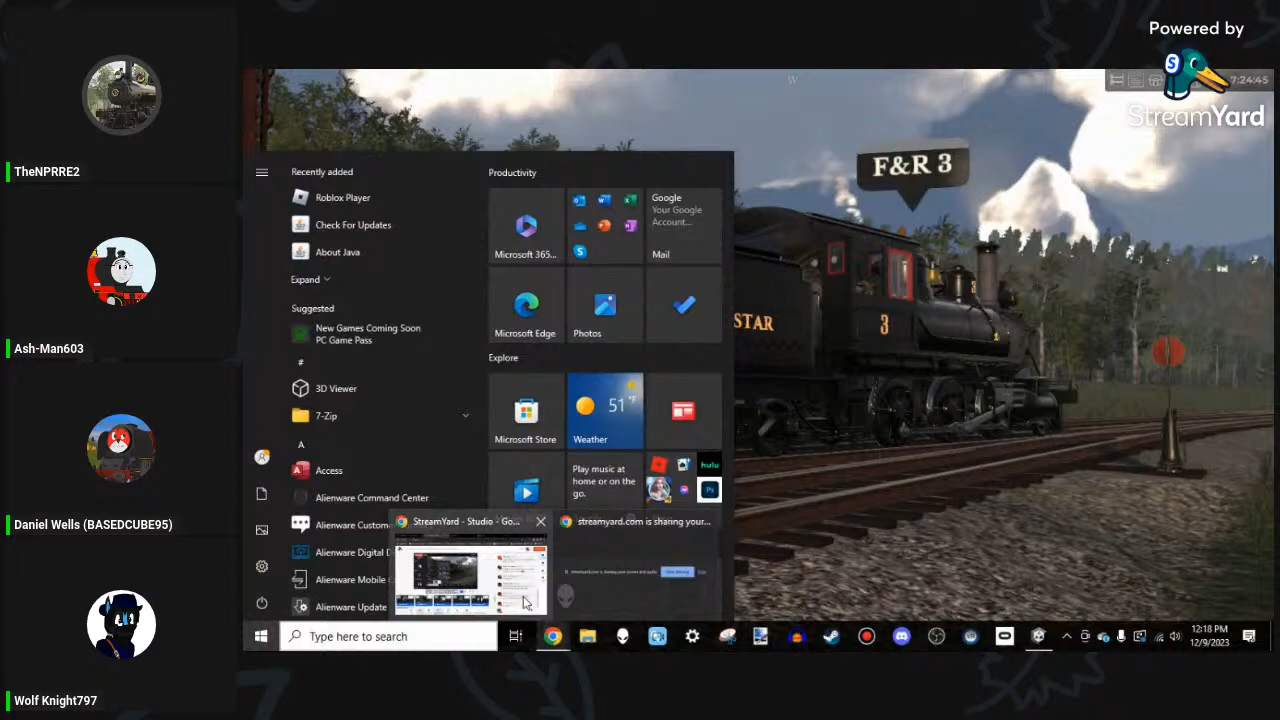 Powered by
StreamYard
TheNPRRE2
Ash-Man603
Daniel Wells (BASEDCUBE95)
Wolf Knight797
7:24:45
F&R 3
STAR
3
Recently added
Roblox Player
Check For Updates
About Java
Expand
Suggested
New Games Coming Soon
PC Game Pass
#
3D Viewer
7-Zip
A
Access
Alienware Command Center
Alienware Custom
Alienware Digital D
Alienware Mobile
Alienware Update
Productivity
Microsoft 365...
Google
Your Google
Account...
Mail
Microsoft Edge
Photos
Explore
Microsoft Store
51°F
Weather
Play music at
home or on the
go.
hulu
Ps
StreamYard - Studio - Go...
streamyard.com is sharing your...
Type here to search
12:18 PM
12/9/2023